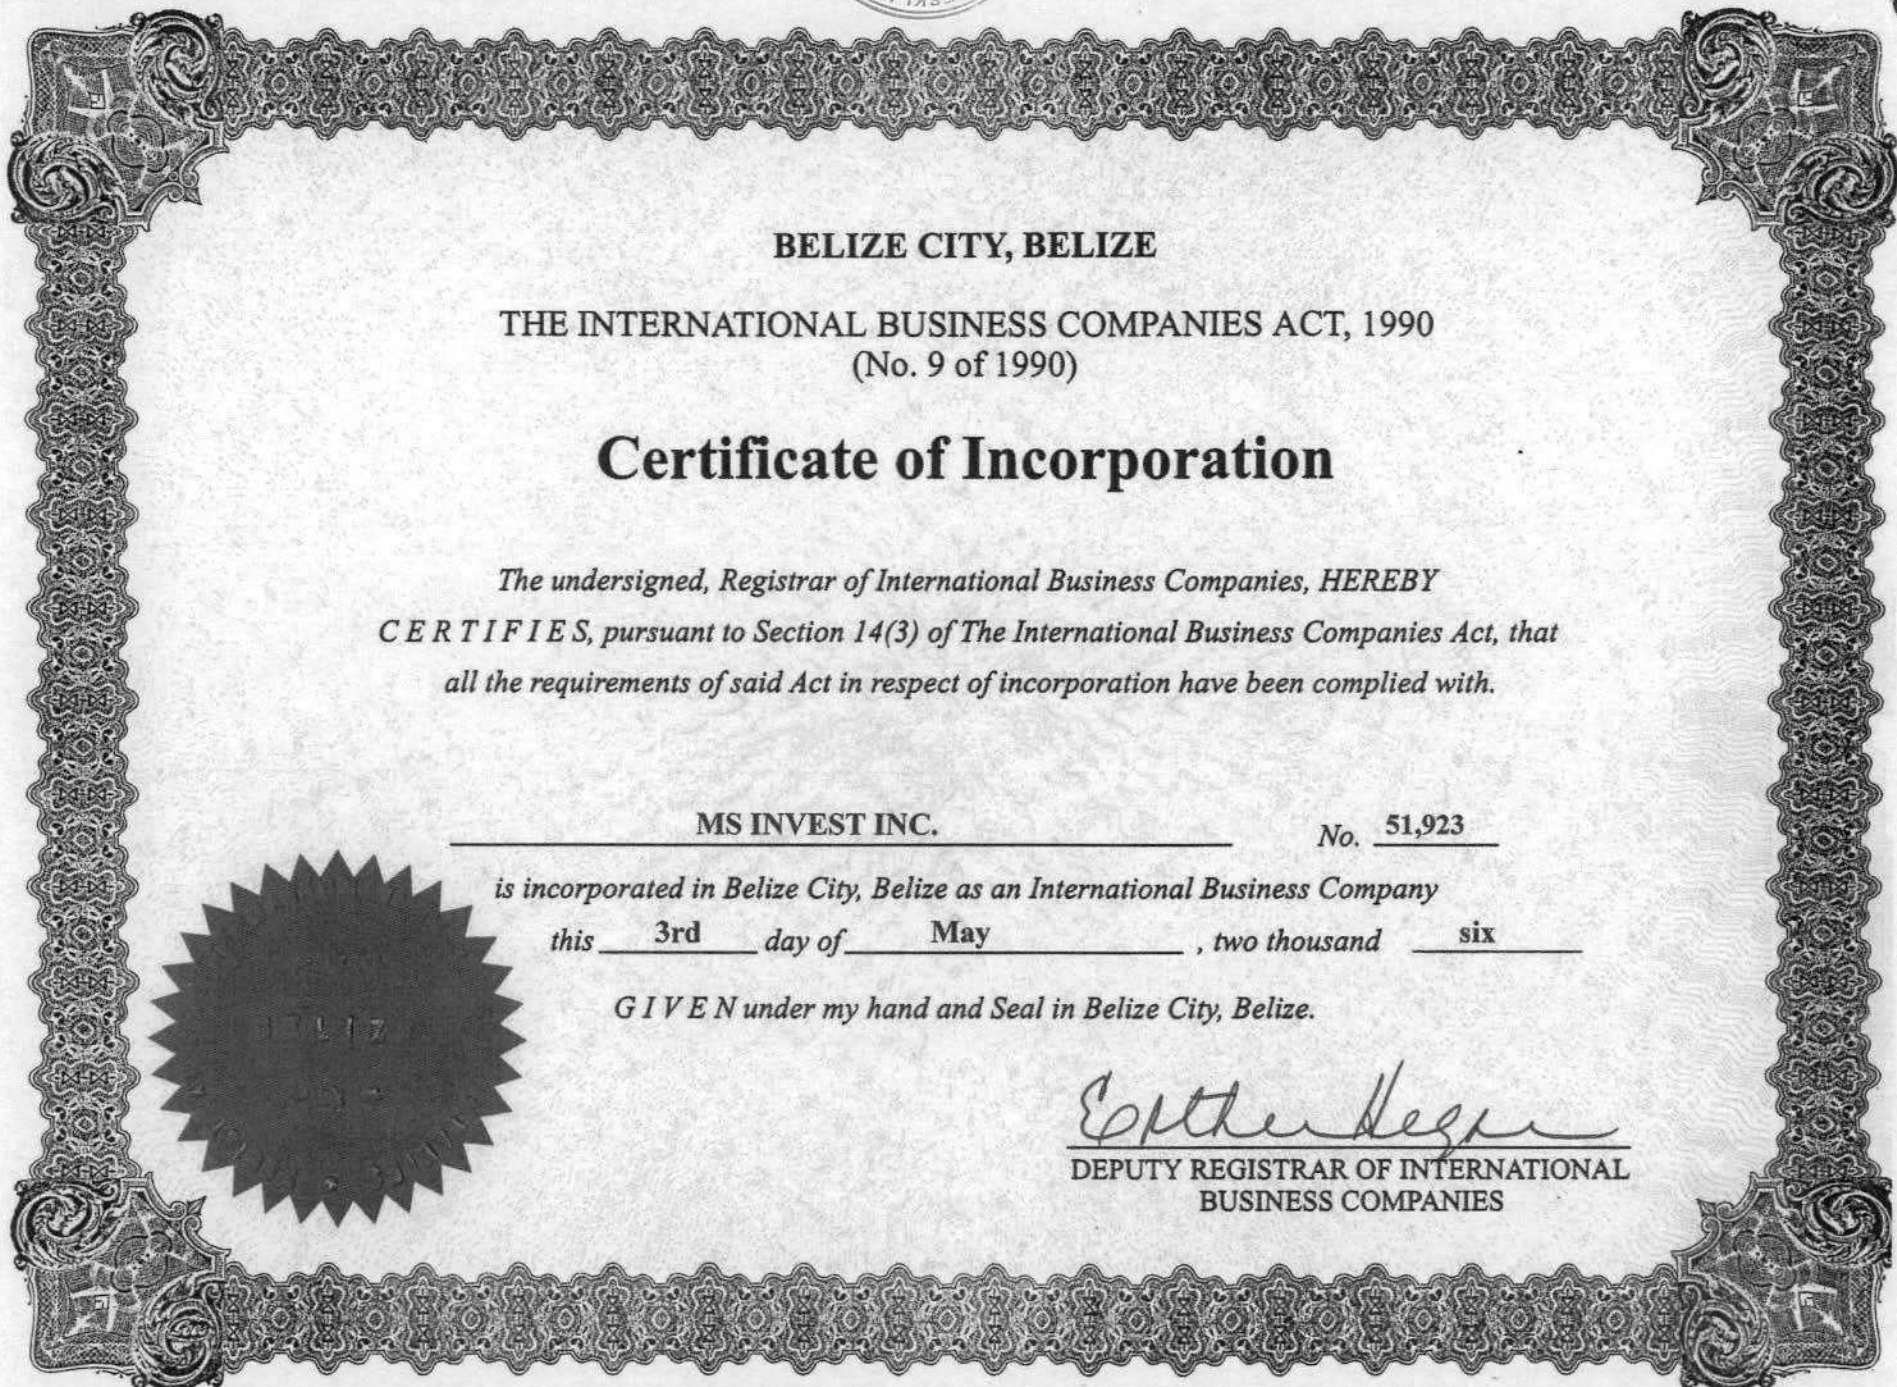 BELIZE CITY, BELIZE
THE INTERNATIONAL BUSINESS COMPANIES ACT, 1990
(No. 9 of 1990)
Certificate of Incorporation
The undersigned, Registrar of International Business Companies, HEREBY
C E R T I F I E S, pursuant to Section 14(3) of The International Business Companies Act, that
all the requirements of said Act in respect of incorporation have been complied with.
MS INVEST INC. No. 51,923
is incorporated in Belize City, Belize as an International Business Company
this 3rd day of May , two thousand six
G I V E N under my hand and Seal in Belize City, Belize.
DEPUTY REGISTRAR OF INTERNATIONAL
BUSINESS COMPANIES